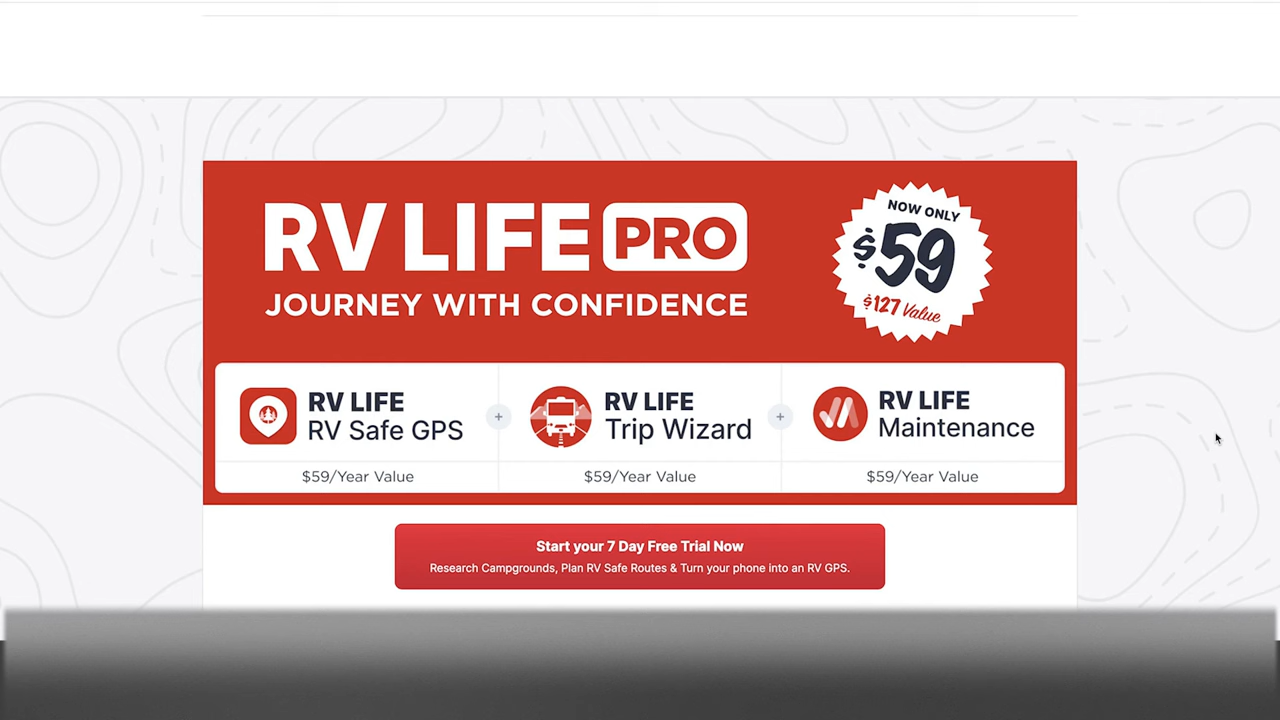 RV LIFE PRO
JOURNEY WITH CONFIDENCE
NOW ONLY
$59
$127 Value
RV LIFE
RV Safe GPS
$59/Year Value
+
RV LIFE
Trip Wizard
$59/Year Value
+
RV LIFE
Maintenance
$59/Year Value
Start your 7 Day Free Trial Now
Research Campgrounds, Plan RV Safe Routes & Turn your phone into an RV GPS.